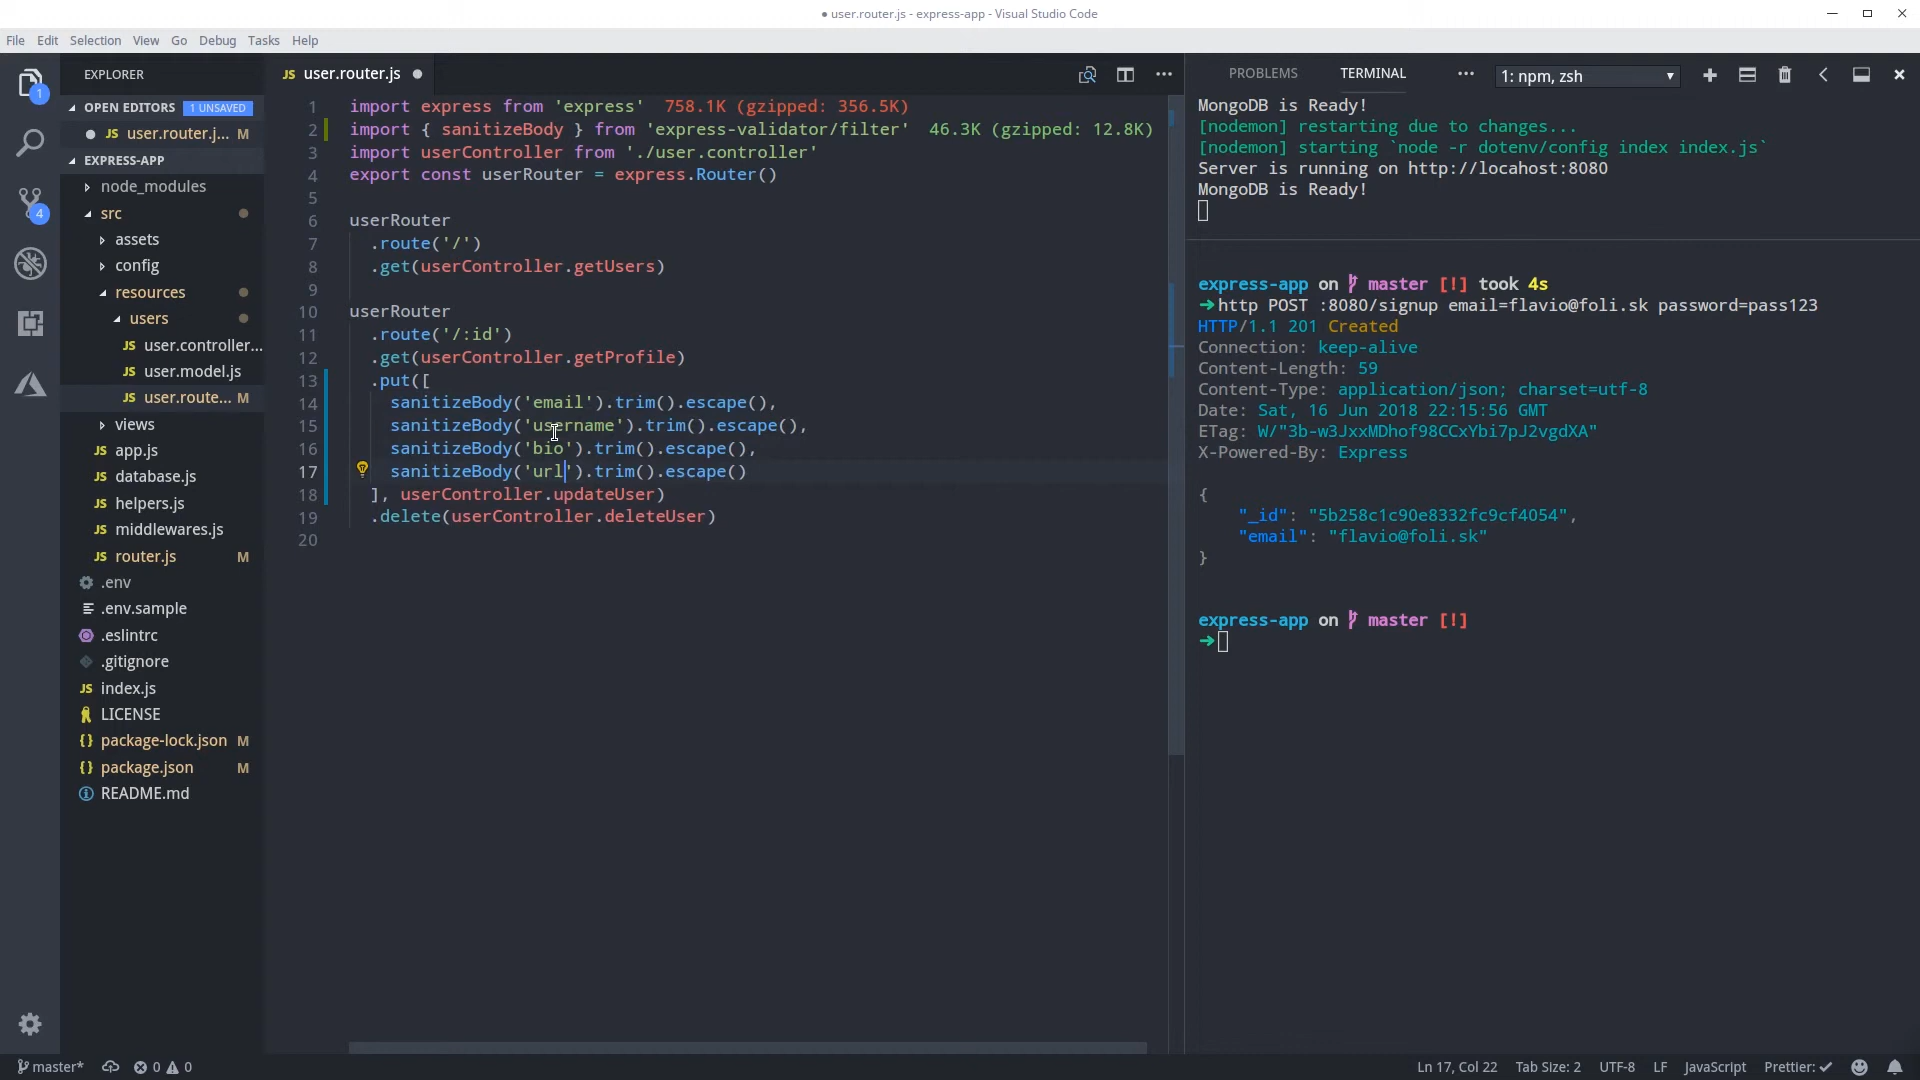 ● user.router.js - express-app - Visual Studio Code
File Edit Selection View Go Debug Tasks Help
1
4
EXPLORER
OPEN EDITORS 1 UNSAVED
● JS user.router.j... M
EXPRESS-APP
node_modules
src
assets
config
resources
users
JS user.controller...
JS user.model.js
JS user.route... M
views
JS app.js
JS database.js
JS helpers.js
JS middlewares.js
JS router.js M
.env
.env.sample
.eslintrc
.gitignore
JS index.js
LICENSE
{} package-lock.json M
{} package.json M
README.md
JS user.router.js ●
1 import express from 'express' 758.1K (gzipped: 356.5K)
2 import { sanitizeBody } from 'express-validator/filter' 46.3K (gzipped: 12.8K)
3 import userController from './user.controller'
4 export const userRouter = express.Router()
5
6 userRouter
7 .route('/')
8 .get(userController.getUsers)
9
10 userRouter
11 .route('/:id')
12 .get(userController.getProfile)
13 .put([
14 sanitizeBody('email').trim().escape(),
15 sanitizeBody('username').trim().escape(),
16 sanitizeBody('bio').trim().escape(),
17 sanitizeBody('url').trim().escape()
18 ], userController.updateUser)
19 .delete(userController.deleteUser)
20
PROBLEMS TERMINAL ... 1: npm, zsh
MongoDB is Ready!
[nodemon] restarting due to changes...
[nodemon] starting `node -r dotenv/config index index.js`
Server is running on http://locahost:8080
MongoDB is Ready!
express-app on master [!] took 4s
➜ http POST :8080/signup email=flavio@foli.sk password=pass123
HTTP/1.1 201 Created
Connection: keep-alive
Content-Length: 59
Content-Type: application/json; charset=utf-8
Date: Sat, 16 Jun 2018 22:15:56 GMT
ETag: W/"3b-w3JxxMDhof98CCxYbi7pJ2vgdXA"
X-Powered-By: Express
{
"_id": "5b258c1c90e8332fc9cf4054",
"email": "flavio@foli.sk"
}
express-app on master [!]
➜
master* 0 0 Ln 17, Col 22 Tab Size: 2 UTF-8 LF JavaScript Prettier: ✓